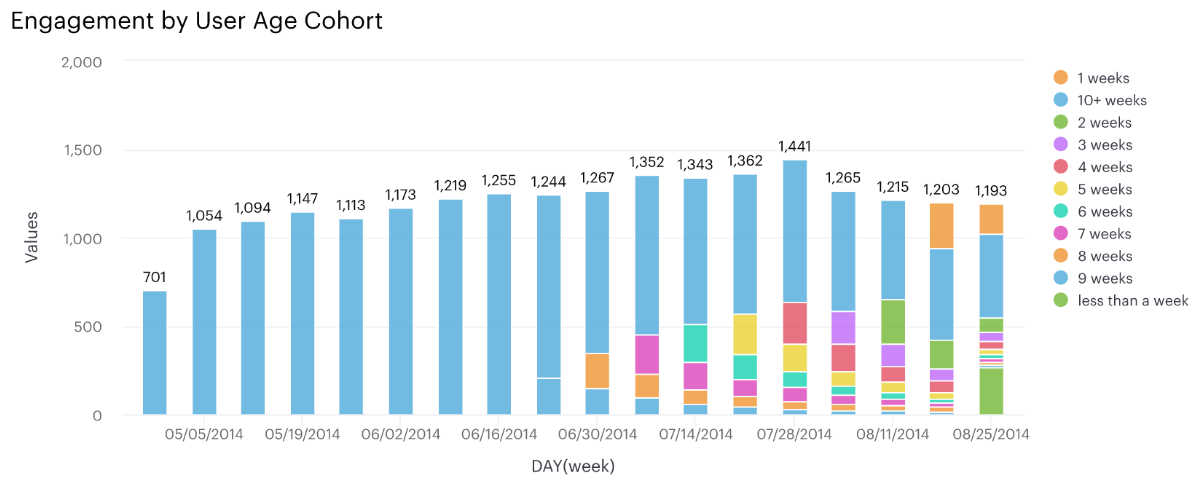 Engagement by User Age Cohort
2,000
1,500
1,000
500
0
Values
701
1,054
1,094
1,147
1,113
1,173
1,219
1,255
1,244
1,267
1,352
1,343
1,362
1,441
1,265
1,215
1,203
1,193
05/05/2014
05/19/2014
06/02/2014
06/16/2014
06/30/2014
07/14/2014
07/28/2014
08/11/2014
08/25/2014
DAY(week)
1 weeks
10+ weeks
2 weeks
3 weeks
4 weeks
5 weeks
6 weeks
7 weeks
8 weeks
9 weeks
less than a week